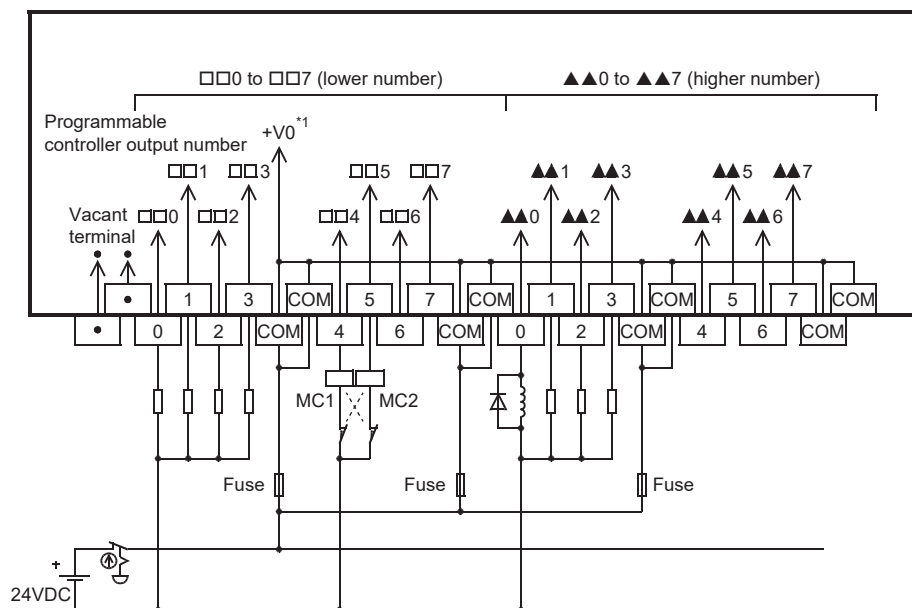 □□0 to □□7 (lower number) ▲▲0 to ▲▲7 (higher number)
Programmable
controller output number
+V0*1
□□1 □□3 □□5 □□7 ▲▲1 ▲▲3 ▲▲5 ▲▲7
Vacant
terminal
□□0 □□2 □□4 □□6 ▲▲0 ▲▲2 ▲▲4 ▲▲6
• •
• 1 3 COM 5 7 COM 1 3 COM 5 7 COM
• 0 2 COM 4 6 COM 0 2 COM 4 6 COM
MC1 MC2
Fuse Fuse Fuse
+
24VDC